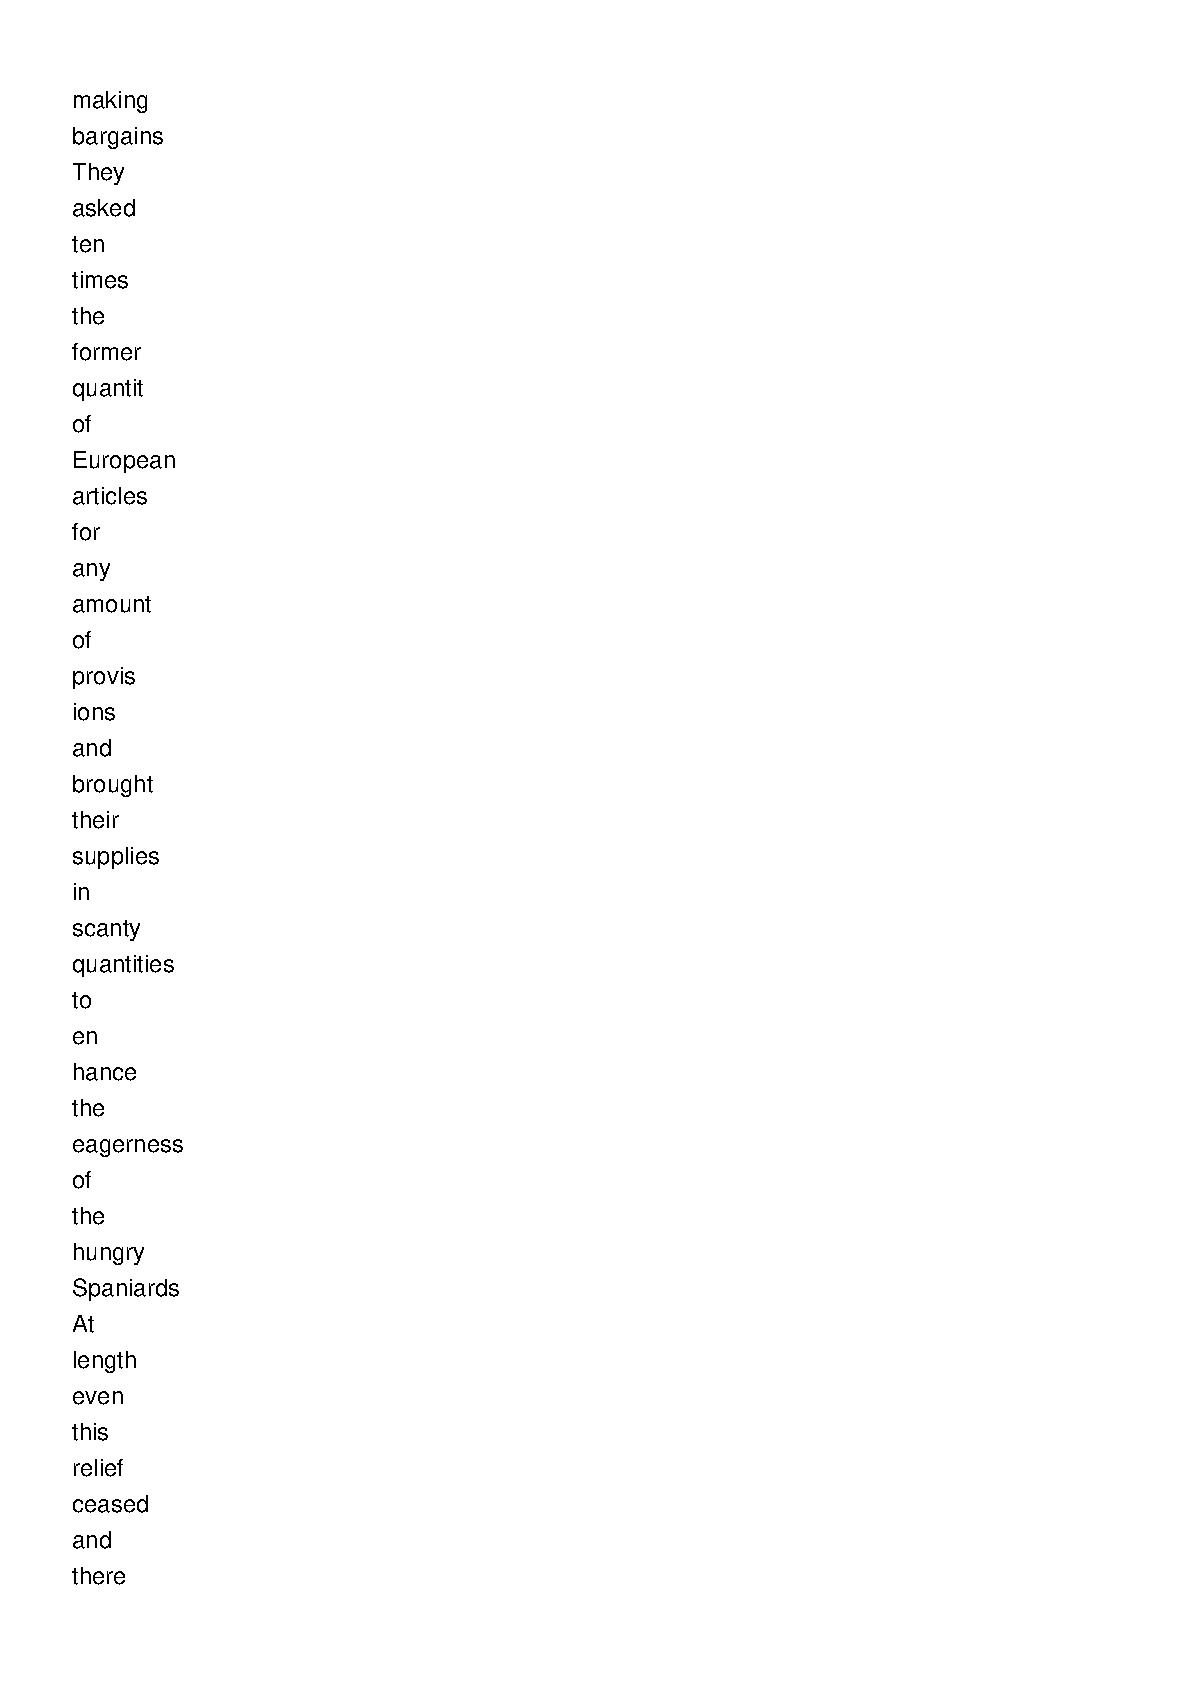 making
bargains
They
asked
ten
times
the
former
quantit
of
European
articles
for
any
amount
of
provis
ions
and
brought
their
supplies
in
scanty
quantities
to
en
hance
the
eagerness
of
the
hungry
Spaniards
At
length
even
this
relief
ceased
and
there